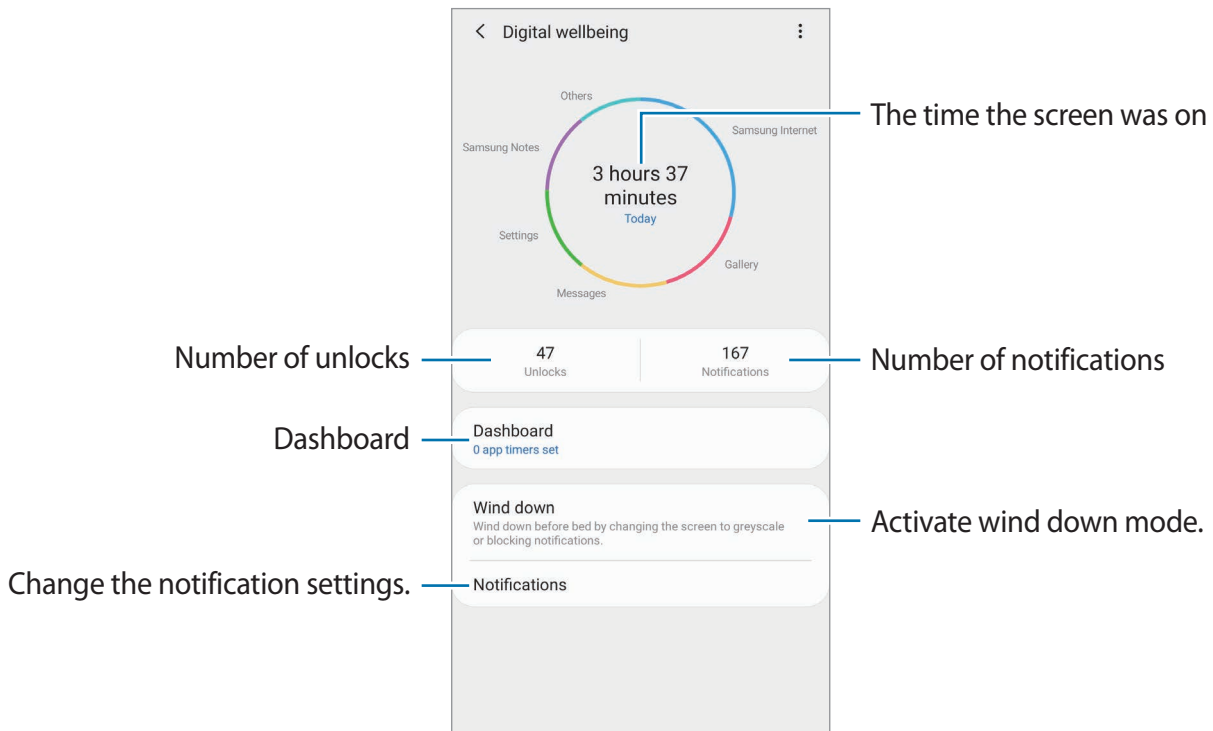 Digital wellbeing
Others
The time the screen was on
Samsung Internet
Samsung Notes
3 hours 37
minutes
Today
Settings
Gallery
Messages
Number of unlocks
47
Unlocks
167
Notifications
Number of notifications
Dashboard
Dashboard
0 app timers set
Wind down
Wind down before bed by changing the screen to greyscale
or blocking notifications.
Activate wind down mode.
Change the notification settings.
Notifications